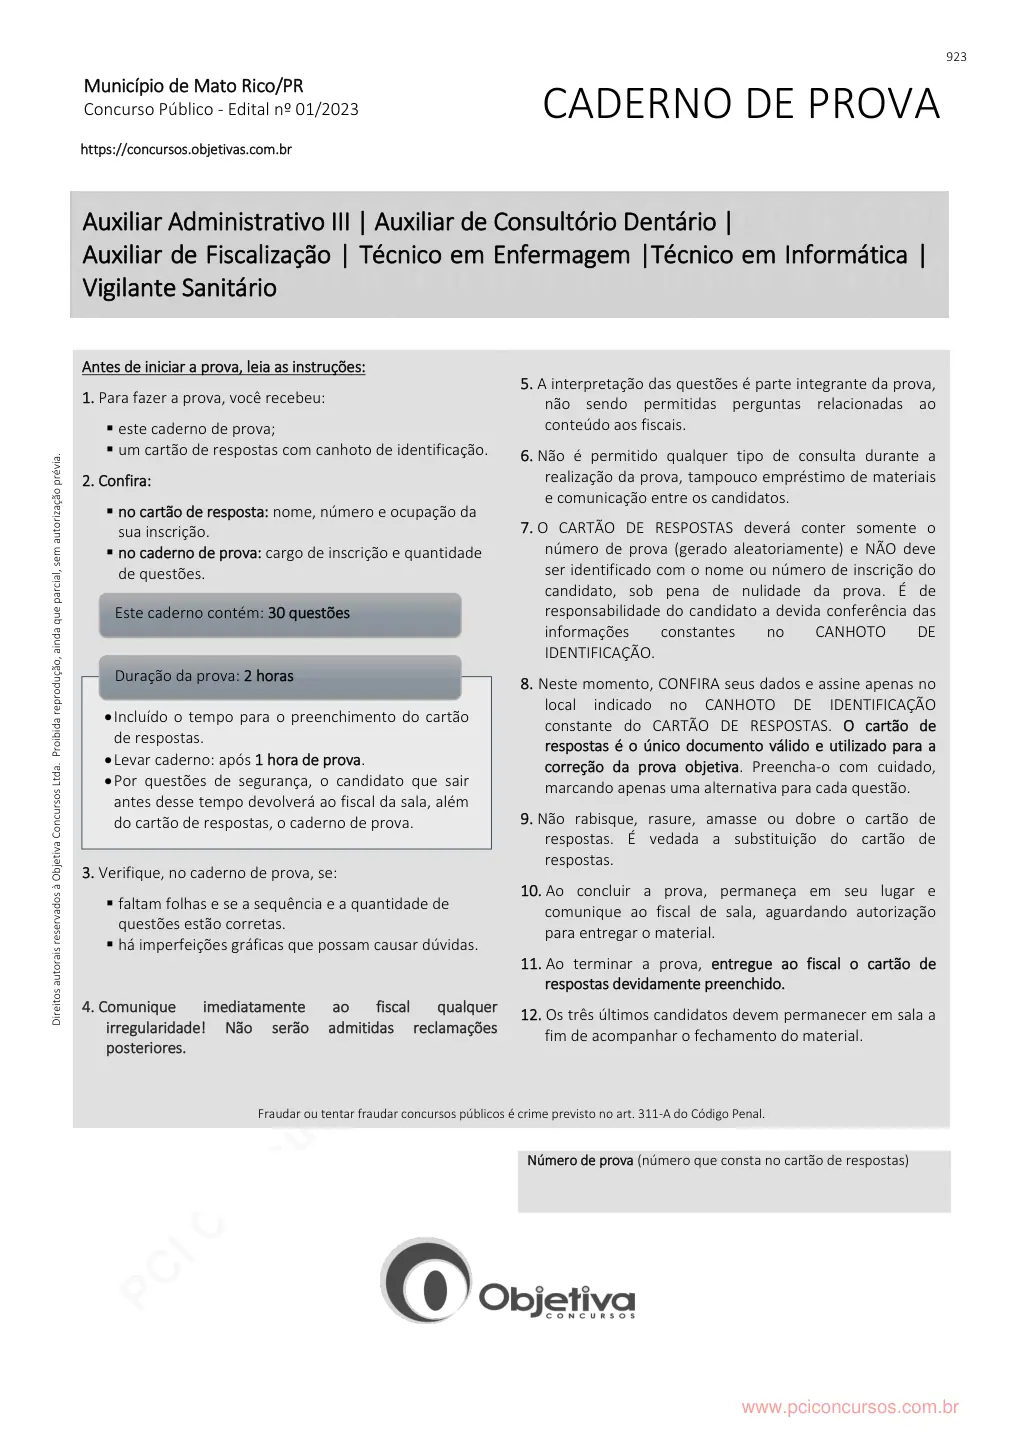 923
Município de Mato Rico/PR
Concurso Público - Edital nº 01/2023
CADERNO DE PROVA
https://concursos.objetivas.com.br
Auxiliar Administrativo III | Auxiliar de Consultório Dentário |
Auxiliar de Fiscalização | Técnico em Enfermagem |Técnico em Informática |
Vigilante Sanitário
Antes de iniciar a prova, leia as instruções:
1. Para fazer a prova, você recebeu:
▪ este caderno de prova;
▪ um cartão de respostas com canhoto de identificação.
2. Confira:
▪ no cartão de resposta: nome, número e ocupação da
sua inscrição.
▪ no caderno de prova: cargo de inscrição e quantidade
de questões.
Este caderno contém: 30 questões
Duração da prova: 2 horas
•Incluído o tempo para o preenchimento do cartão
de respostas.
•Levar caderno: após 1 hora de prova.
•Por questões de segurança, o candidato que sair
antes desse tempo devolverá ao fiscal da sala, além
do cartão de respostas, o caderno de prova.
3. Verifique, no caderno de prova, se:
▪ faltam folhas e se a sequência e a quantidade de
questões estão corretas.
▪ há imperfeições gráficas que possam causar dúvidas.
4. Comunique imediatamente ao fiscal qualquer
irregularidade! Não serão admitidas reclamações
posteriores.
5. A interpretação das questões é parte integrante da prova,
não sendo permitidas perguntas relacionadas ao
conteúdo aos fiscais.
6. Não é permitido qualquer tipo de consulta durante a
realização da prova, tampouco empréstimo de materiais
e comunicação entre os candidatos.
7. O CARTÃO DE RESPOSTAS deverá conter somente o
número de prova (gerado aleatoriamente) e NÃO deve
ser identificado com o nome ou número de inscrição do
candidato, sob pena de nulidade da prova. É de
responsabilidade do candidato a devida conferência das
informações constantes no CANHOTO DE
IDENTIFICAÇÃO.
8. Neste momento, CONFIRA seus dados e assine apenas no
local indicado no CANHOTO DE IDENTIFICAÇÃO
constante do CARTÃO DE RESPOSTAS. O cartão de
respostas é o único documento válido e utilizado para a
correção da prova objetiva. Preencha-o com cuidado,
marcando apenas uma alternativa para cada questão.
9. Não rabisque, rasure, amasse ou dobre o cartão de
respostas. É vedada a substituição do cartão de
respostas.
10. Ao concluir a prova, permaneça em seu lugar e
comunique ao fiscal de sala, aguardando autorização
para entregar o material.
11. Ao terminar a prova, entregue ao fiscal o cartão de
respostas devidamente preenchido.
12. Os três últimos candidatos devem permanecer em sala a
fim de acompanhar o fechamento do material.
Fraudar ou tentar fraudar concursos públicos é crime previsto no art. 311-A do Código Penal.
Direitos autorais reservados à Objetiva Concursos Ltda. Proibida reprodução, ainda que parcial, sem autorização prévia.
Número de prova (número que consta no cartão de respostas)
PCI
Objetiva
CONCURSOS
www.pciconcursos.com.br